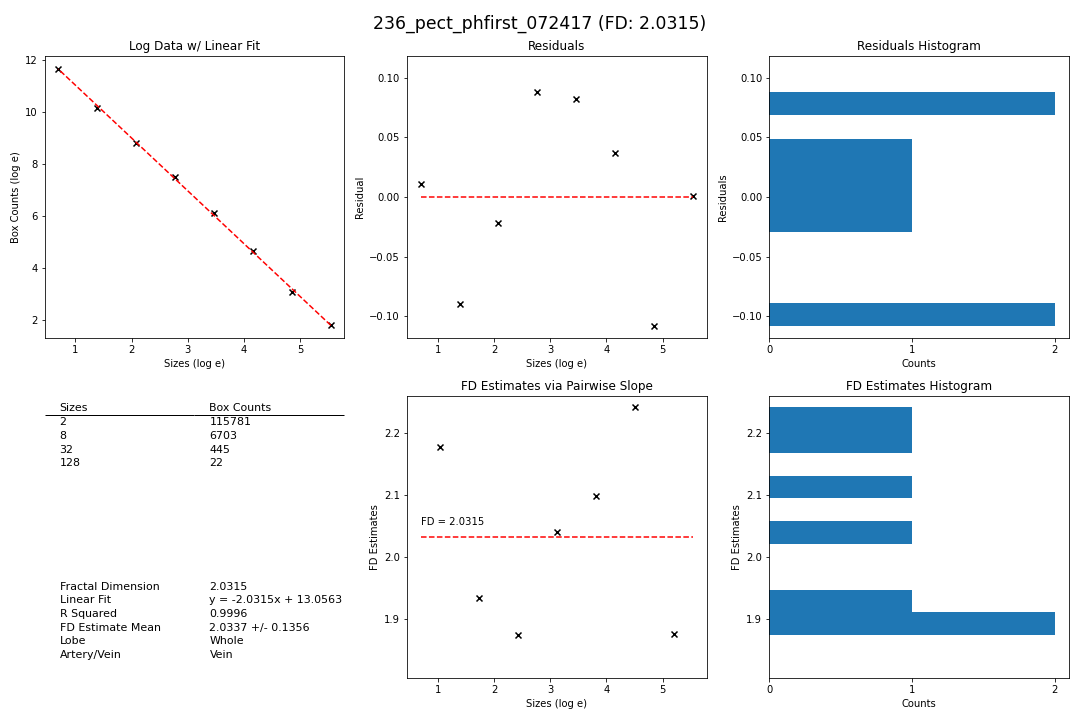 236_pect_phfirst_072417 (FD: 2.0315)
Log Data w/ Linear Fit
12
10
8
6
4
2
Box Counts (log e)
1 2 3 4 5
Sizes (log e)
Residuals
0.10
0.05
0.00
−0.05
−0.10
Residual
1 2 3 4 5
Sizes (log e)
Residuals Histogram
0.10
0.05
0.00
−0.05
−0.10
Residuals
0 1 2
Counts
Sizes Box Counts
2 115781
8 6703
32 445
128 22
Fractal Dimension 2.0315
Linear Fit y = -2.0315x + 13.0563
R Squared 0.9996
FD Estimate Mean 2.0337 +/- 0.1356
Lobe Whole
Artery/Vein Vein
FD Estimates via Pairwise Slope
2.2
2.1
2.0
1.9
FD Estimates
FD = 2.0315
1 2 3 4 5
Sizes (log e)
FD Estimates Histogram
2.2
2.1
2.0
1.9
FD Estimates
0 1 2
Counts